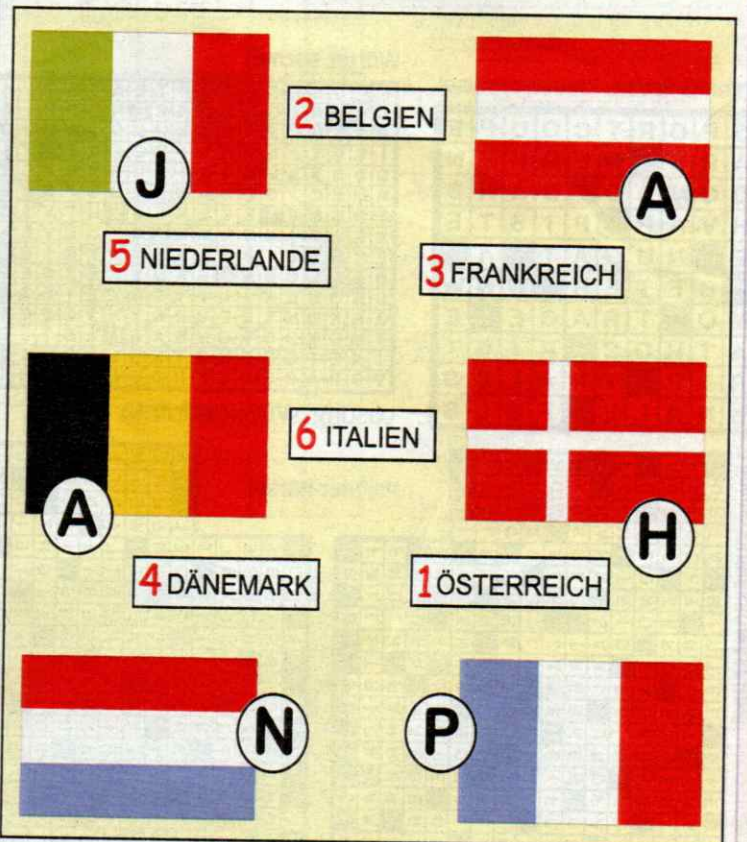 J
2 BELGIEN
A
5 NIEDERLANDE
3 FRANKREICH
A
6 ITALIEN
H
4 DÄNEMARK
1 ÖSTERREICH
N
P